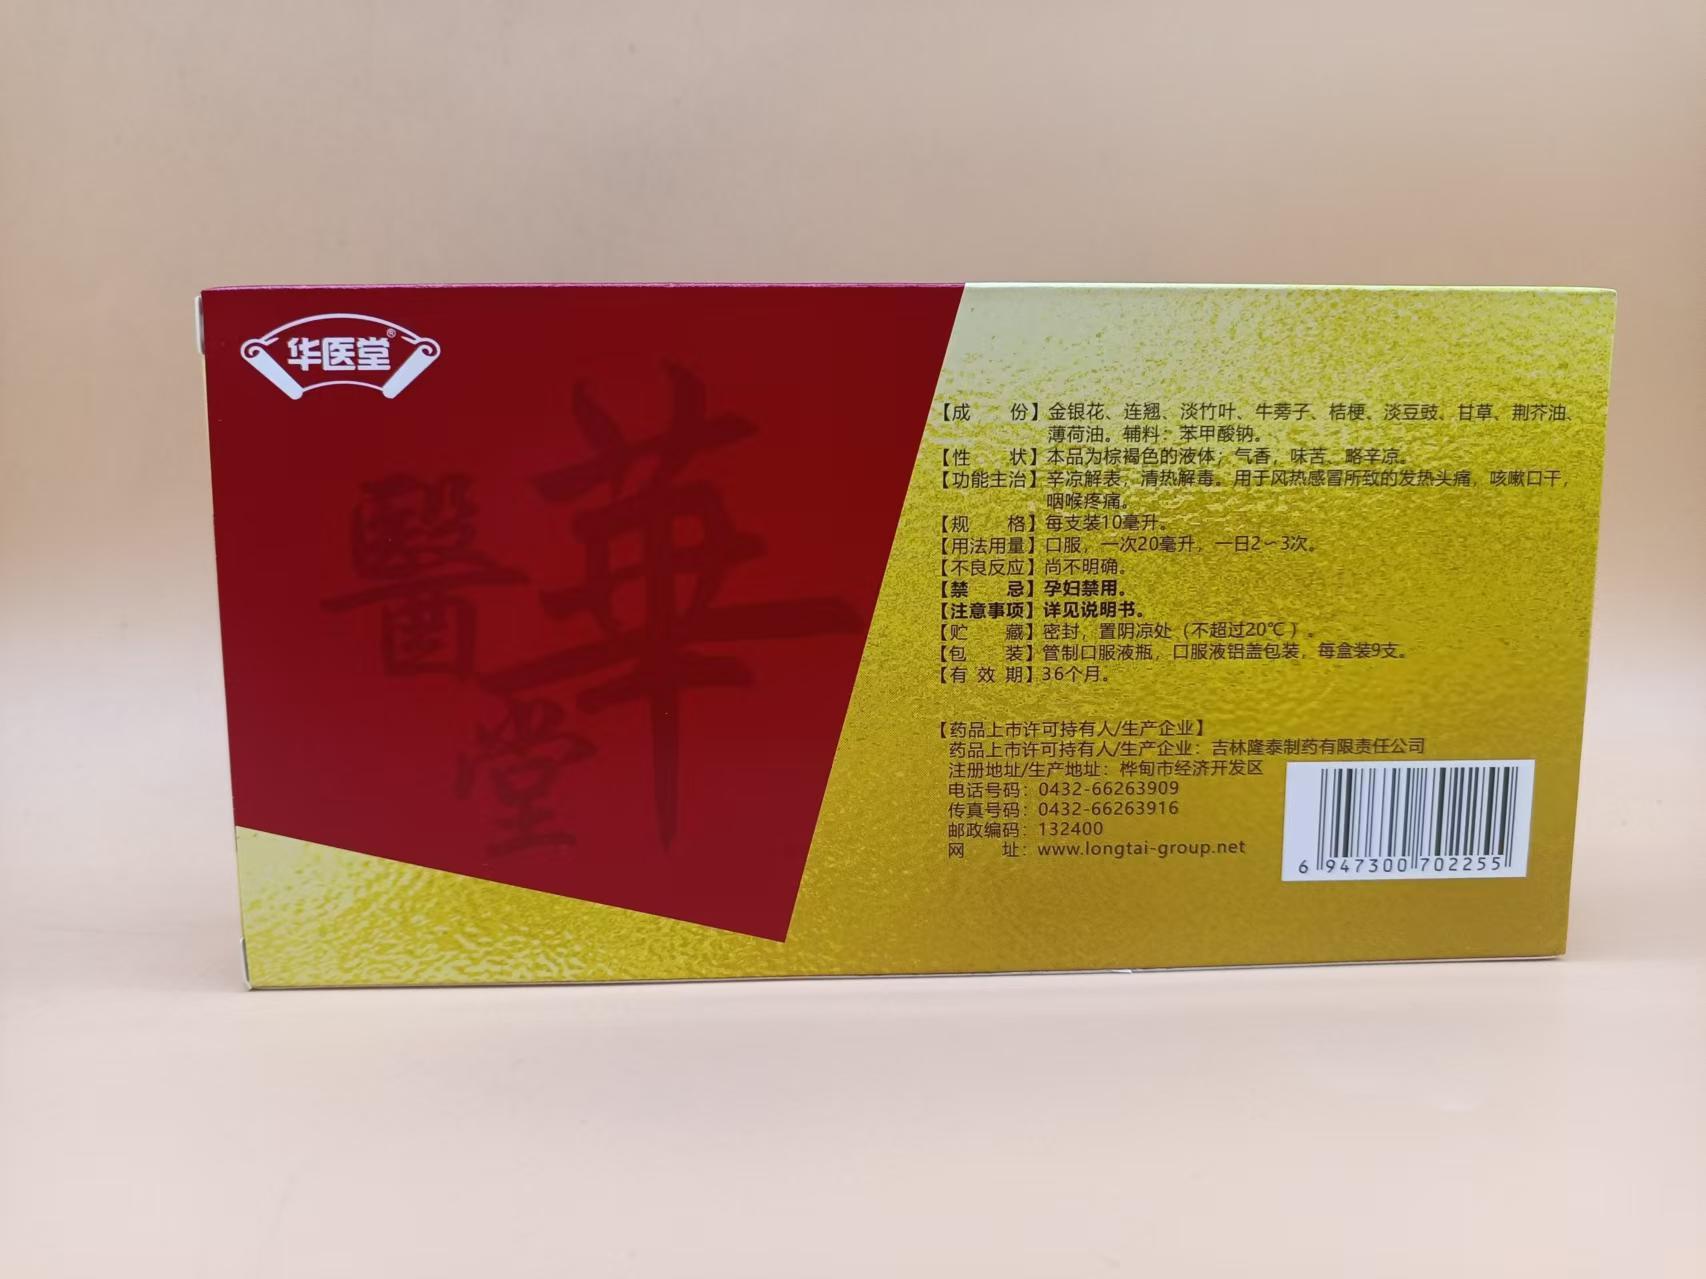 华医堂®
華
醫
堂
【成份】金银花、连翘、淡竹叶、牛蒡子、桔梗、淡豆豉、甘草、荆芥油、
薄荷油。辅料：苯甲酸钠。
【性状】本品为棕褐色的液体；气香，味苦、略辛凉。
【功能主治】辛凉解表，清热解毒。用于风热感冒所致的发热头痛，咳嗽口干，
咽喉疼痛。
【规格】每支装10毫升。
【用法用量】口服，一次20毫升，一日2～3次。
【不良反应】尚不明确。
【禁忌】孕妇禁用。
【注意事项】详见说明书。
【贮藏】密封，置阴凉处（不超过20℃）。
【包装】管制口服液瓶，口服液铝盖包装，每盒装9支。
【有效期】36个月。
【药品上市许可持有人/生产企业】
药品上市许可持有人/生产企业：吉林隆泰制药有限责任公司
注册地址/生产地址：桦甸市经济开发区
电话号码：0432-66263909
传真号码：0432-66263916
邮政编码：132400
网址：www.longtai-group.net
6 947300 702255